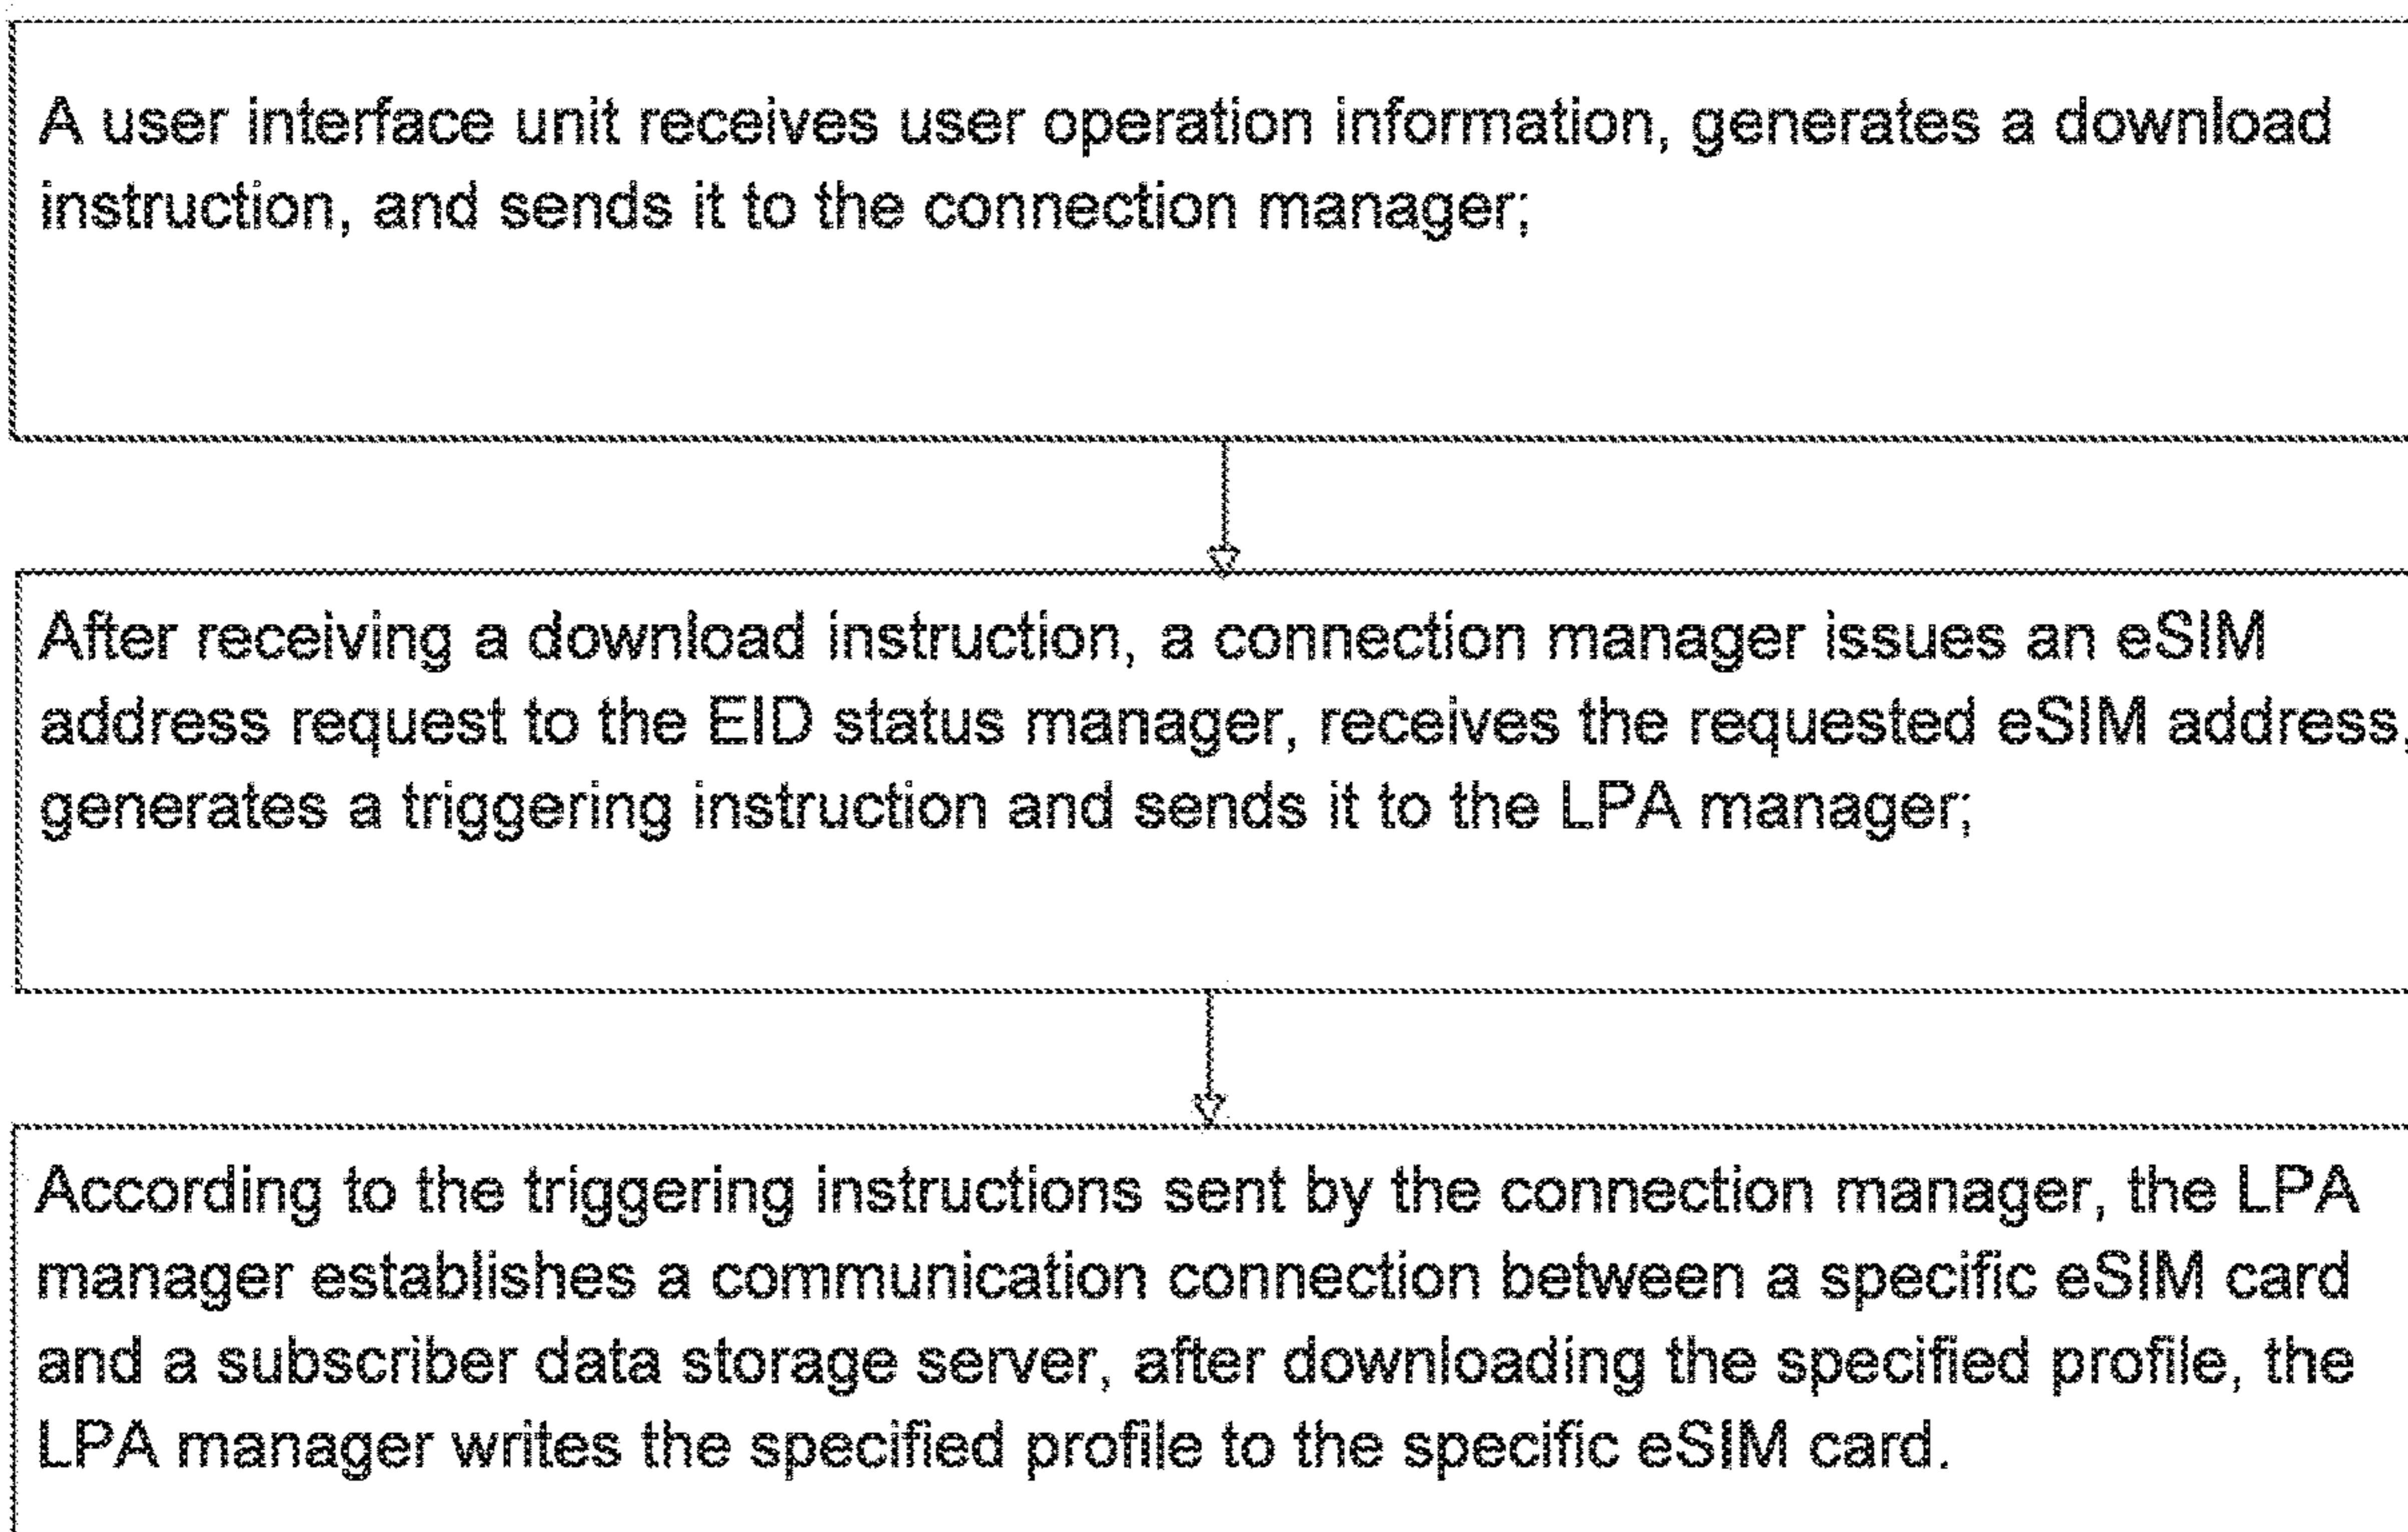 A user interface unit receives user operation information, generates a download
instruction, and sends it to the connection manager;
After receiving a download instruction, a connection manager issues an eSIM
address request to the EID status manager, receives the requested eSIM address,
generates a triggering instruction and sends it to the LPA manager;
According to the triggering instructions sent by the connection manager, the LPA
manager establishes a communication connection between a specific eSIM card
and a subscriber data storage server, after downloading the specified profile, the
LPA manager writes the specified profile to the specific eSIM card.